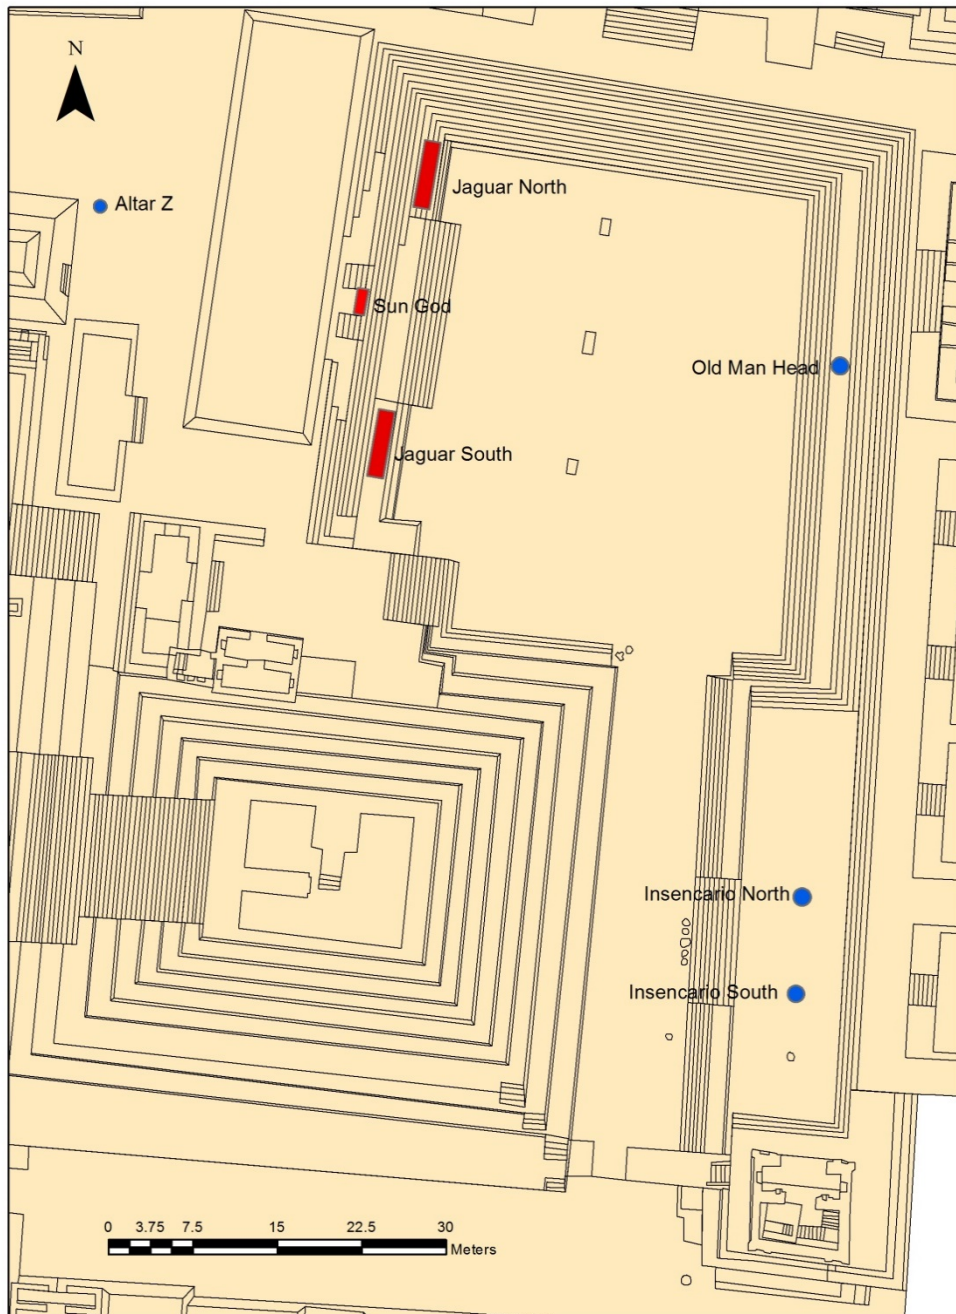 N
Jaguar North
Altar Z
Sun God
Old Man Head
Jaguar South
Insencario North
Insencario South
0 3.75 7.5 15 22.5 30
Meters